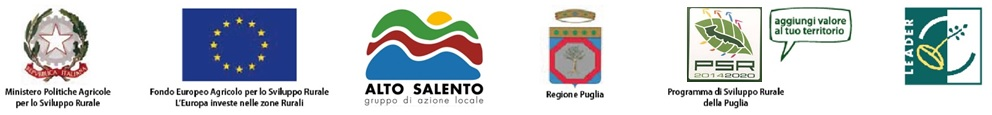 REPVBBLICA ITALIANA
Ministero Politiche Agricole
per lo Sviluppo Rurale
Fondo Europeo Agricolo per lo Sviluppo Rurale
L'Europa investe nelle zone Rurali
ALTO SALENTO
gruppo di azione locale
Regione Puglia
PSR
2014 2020
aggiungi valore
al tuo territorio
Programma di Sviluppo Rurale
della Puglia
LEADER